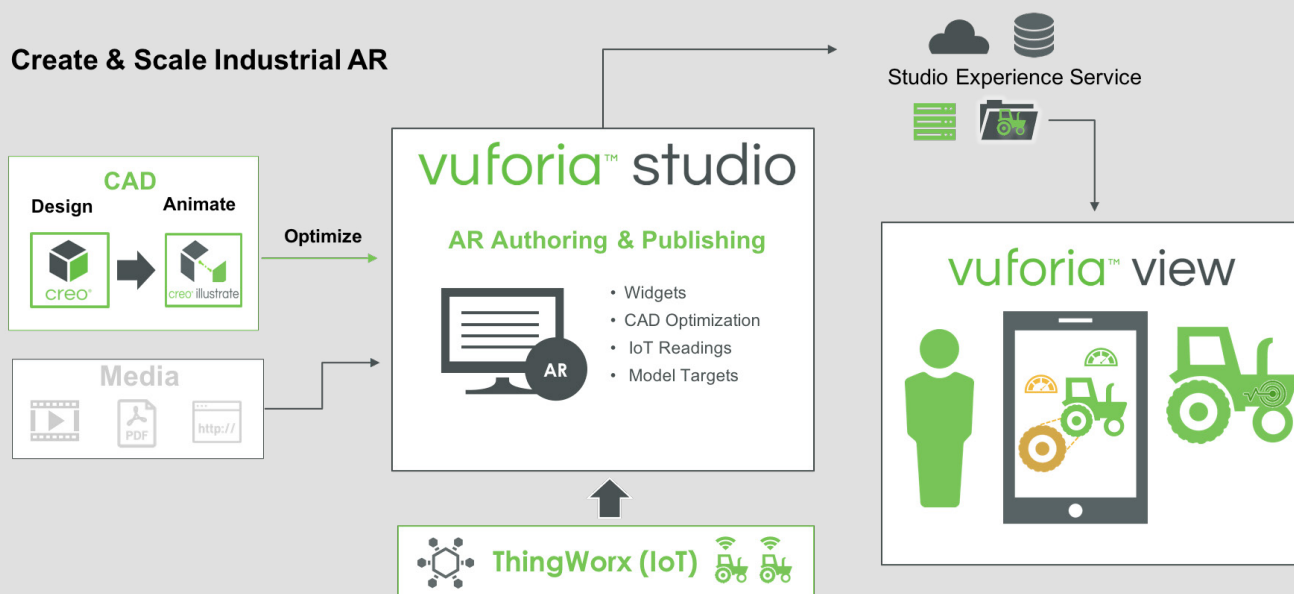 Create & Scale Industrial AR
Studio Experience Service
CAD
Design
Animate
creo®
creo® illustrate
Optimize
Media
PDF
http://
vuforia™ studio
AR Authoring & Publishing
AR
• Widgets
• CAD Optimization
• IoT Readings
• Model Targets
ThingWorx (IoT)
vuforia™ view